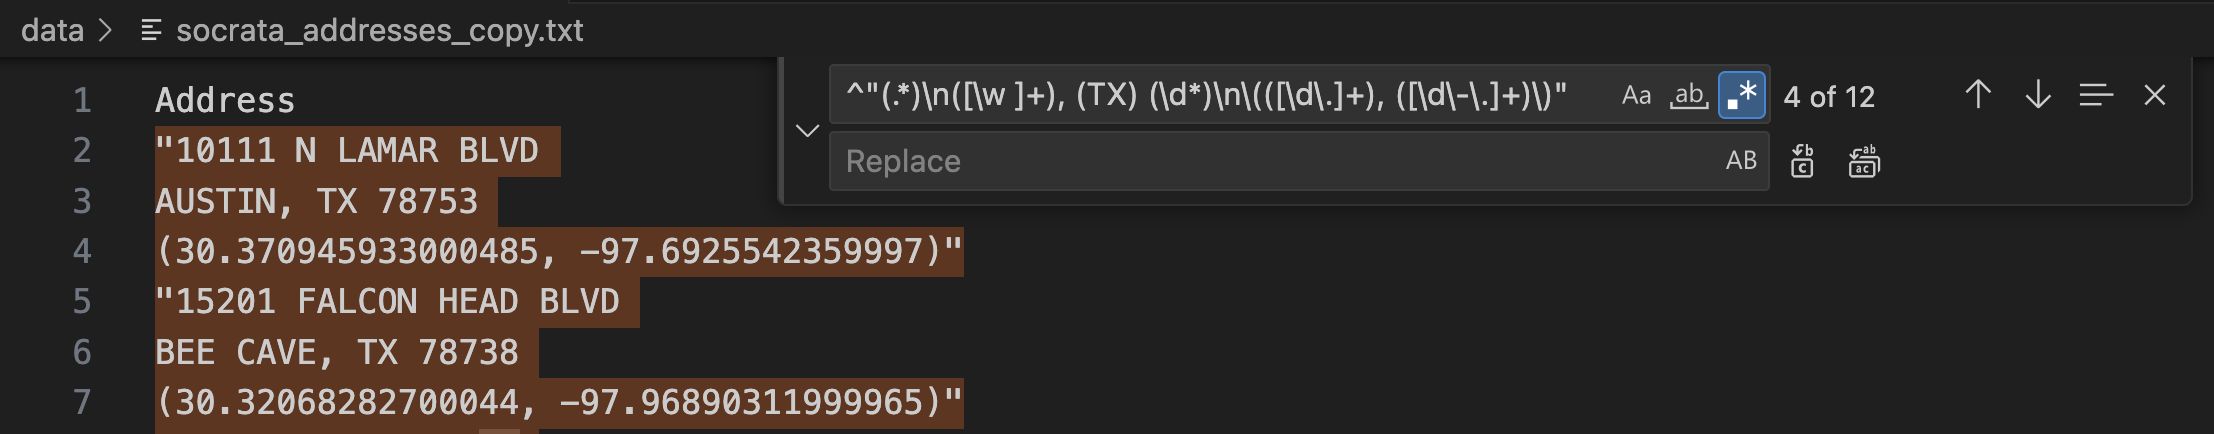 data > socrata_addresses_copy.txt
^"(.*)\n([\w ]+), (TX) (\d*)\n\(([\d\.]+), ([\d\-\.]+)\)" Aa ab .* 4 of 12
Replace AB
1 Address
2 "10111 N LAMAR BLVD
3 AUSTIN, TX 78753
4 (30.370945933000485, -97.6925542359997)"
5 "15201 FALCON HEAD BLVD
6 BEE CAVE, TX 78738
7 (30.32068282700044, -97.96890311999965)"